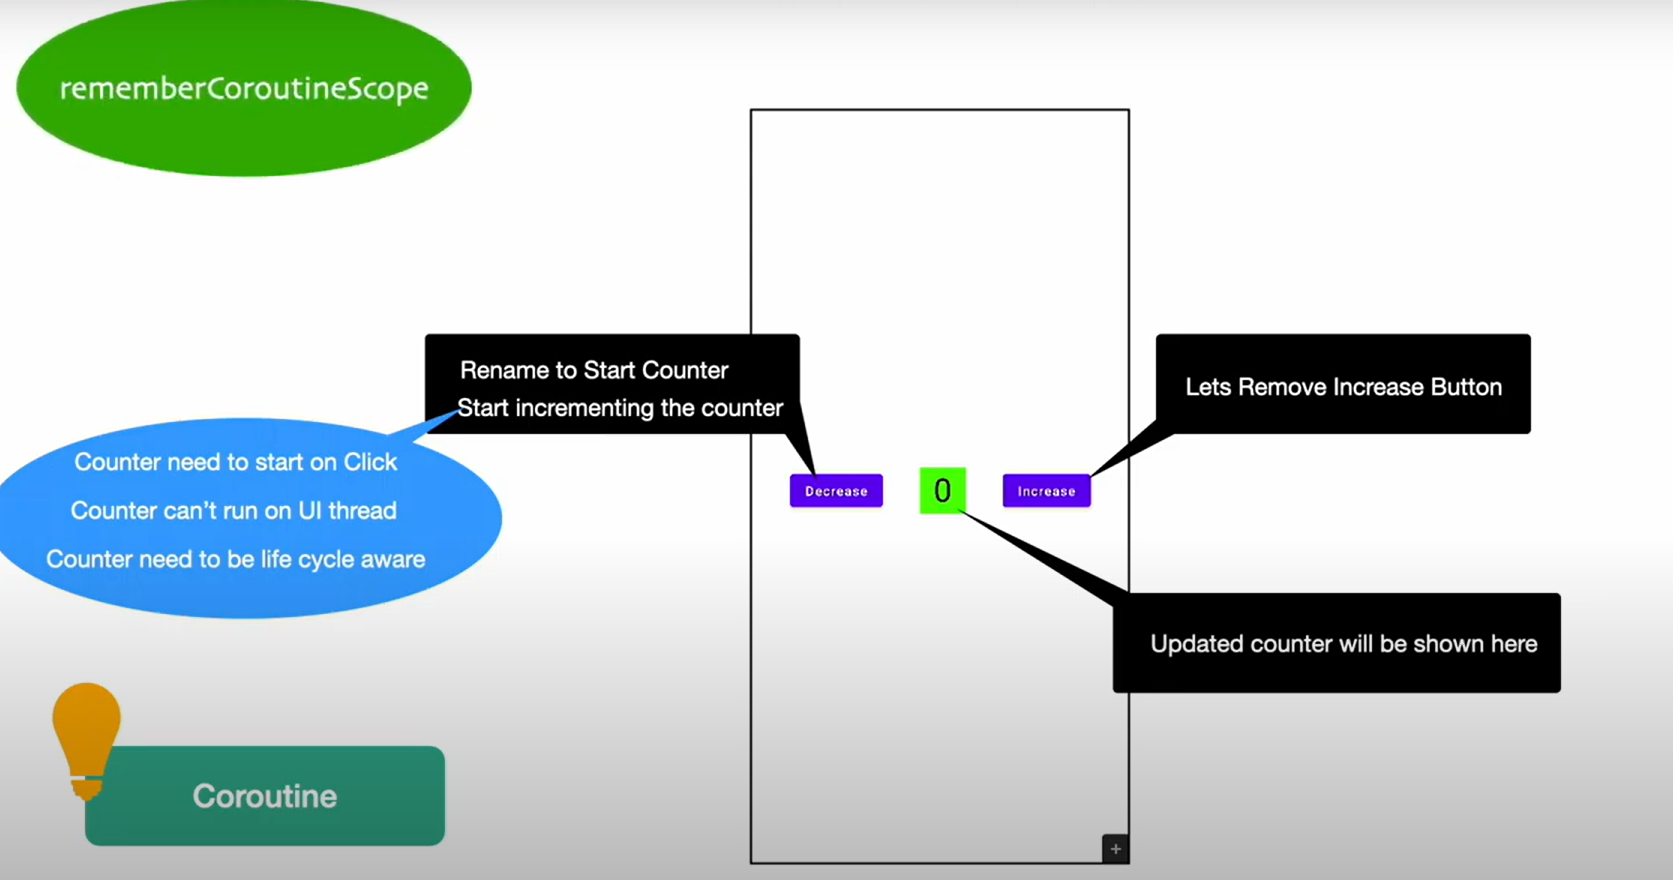 rememberCoroutineScope
Rename to Start Counter
Start incrementing the counter
Lets Remove Increase Button
Counter need to start on Click
Counter can't run on UI thread
Counter need to be life cycle aware
Decrease
0
Increase
Updated counter will be shown here
Coroutine
+